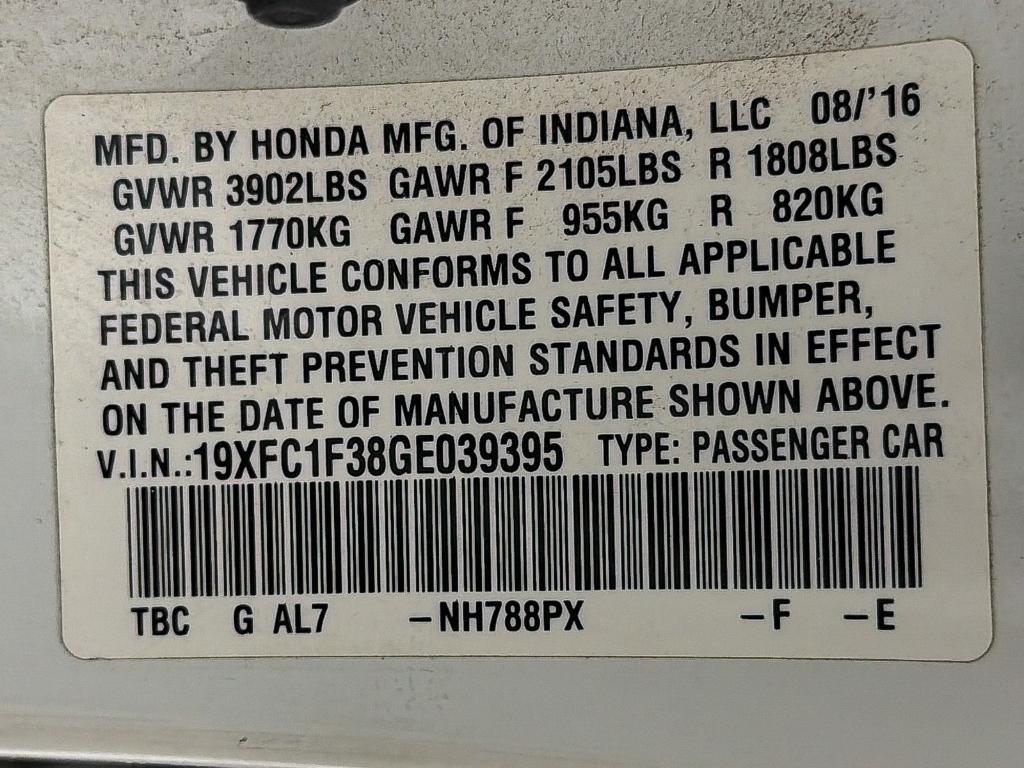 MFD. BY HONDA MFG. OF INDIANA, LLC 08/'16
GVWR 3902LBS GAWR F 2105LBS R 1808LBS
GVWR 1770KG GAWR F 955KG R 820KG
THIS VEHICLE CONFORMS TO ALL APPLICABLE
FEDERAL MOTOR VEHICLE SAFETY, BUMPER,
AND THEFT PREVENTION STANDARDS IN EFFECT
ON THE DATE OF MANUFACTURE SHOWN ABOVE.
V.I.N.:19XFC1F38GE039395 TYPE: PASSENGER CAR
TBC G AL7 –NH788PX –F –E